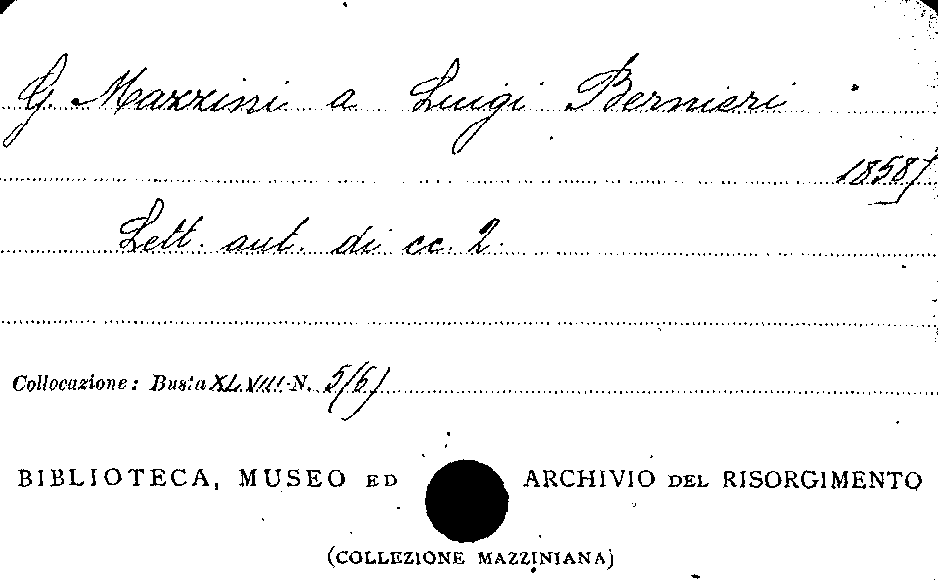 G. Mazzini a Luigi Bernieri
1858
Lett. aut. di cc. 2.
Collocazione: Busta XLVIII-N. 5(6)
BIBLIOTECA, MUSEO ED ARCHIVIO DEL RISORGIMENTO
(COLLEZIONE MAZZINIANA)